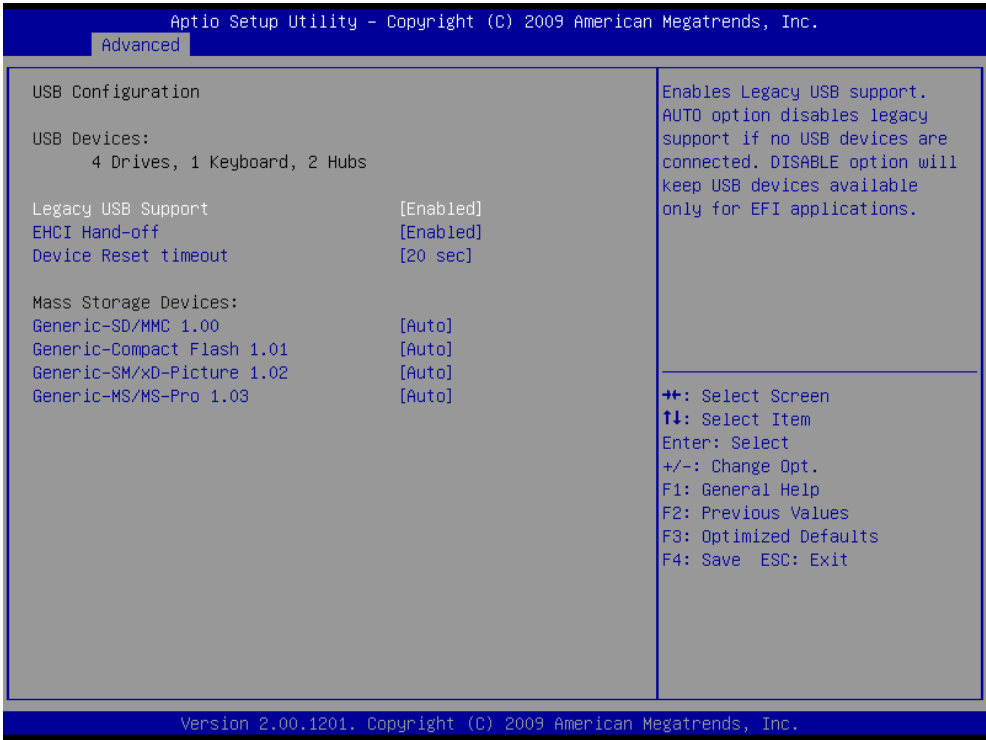 Aptio Setup Utility – Copyright (C) 2009 American Megatrends, Inc.
Advanced
USB Configuration
USB Devices:
4 Drives, 1 Keyboard, 2 Hubs
Legacy USB Support [Enabled]
EHCI Hand-off [Enabled]
Device Reset timeout [20 sec]
Mass Storage Devices:
Generic-SD/MMC 1.00 [Auto]
Generic-Compact Flash 1.01 [Auto]
Generic-SM/xD-Picture 1.02 [Auto]
Generic-MS/MS-Pro 1.03 [Auto]
Enables Legacy USB support.
AUTO option disables legacy
support if no USB devices are
connected. DISABLE option will
keep USB devices available
only for EFI applications.
→←: Select Screen
↑↓: Select Item
Enter: Select
+/-: Change Opt.
F1: General Help
F2: Previous Values
F3: Optimized Defaults
F4: Save ESC: Exit
Version 2.00.1201. Copyright (C) 2009 American Megatrends, Inc.